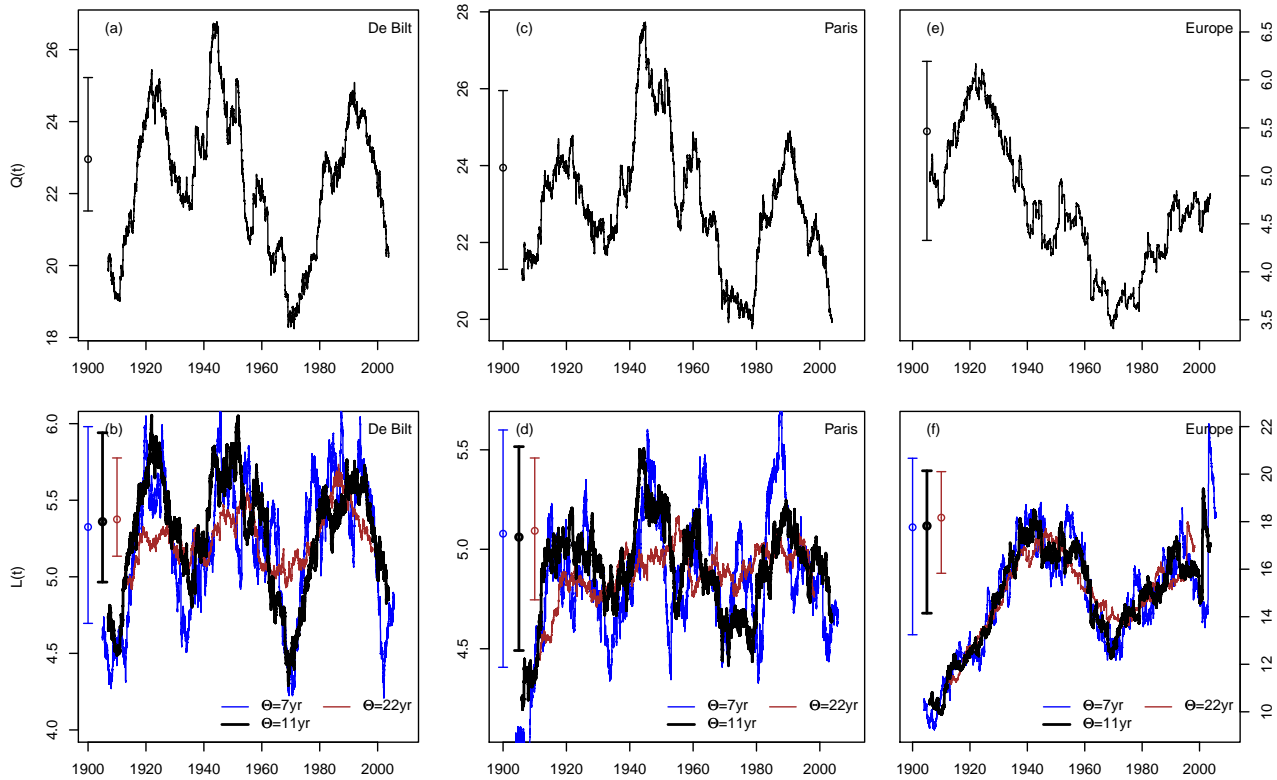 (a) De Bilt
26
24
22
20
18
Q(t)
1900 1920 1940 1960 1980 2000
(c) Paris
28
26
24
22
20
1900 1920 1940 1960 1980 2000
(e) Europe
6.5
6.0
5.5
5.0
4.5
4.0
3.5
1900 1920 1940 1960 1980 2000
(b) De Bilt
6.0
5.5
5.0
4.5
4.0
L(t)
Θ=7yr Θ=22yr
Θ=11yr
1900 1920 1940 1960 1980 2000
(d) Paris
5.5
5.0
4.5
Θ=7yr Θ=22yr
Θ=11yr
1900 1920 1940 1960 1980 2000
(f) Europe
22
20
18
16
14
12
10
Θ=7yr Θ=22yr
Θ=11yr
1900 1920 1940 1960 1980 2000